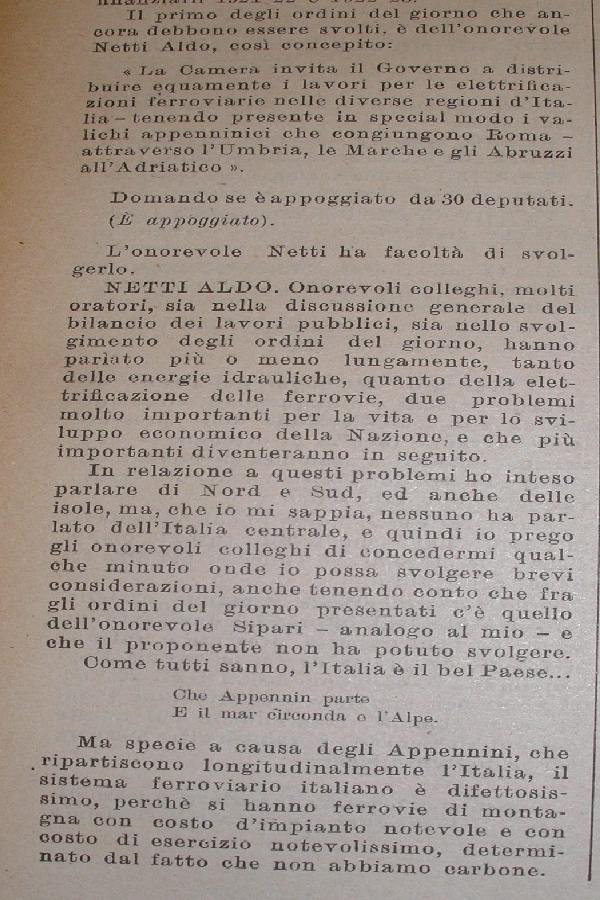 finanziari 1921-22 e 1922-23.
Il primo degli ordini del giorno che an-
cora debbono essere svolti, è dell'onorevole
Netti Aldo, così concepito:
« La Camera invita il Governo a distri-
buire equamente i lavori per le elettrifica-
zioni ferroviarie nelle diverse regioni d'Ita-
lia – tenendo presente in special modo i va-
lichi appenninici che congiungono Roma –
attraverso l'Umbria, le Marche e gli Abruzzi
all'Adriatico ».
Domando se è appoggiato da 30 deputati.
(È appoggiato).
L'onorevole Netti ha facoltà di svol-
gerlo.
NETTI ALDO. Onorevoli colleghi, molti
oratori, sia nella discussione generale del
bilancio dei lavori pubblici, sia nello svol-
gimento degli ordini del giorno, hanno
parlato più o meno lungamente, tanto
delle energie idrauliche, quanto della elet-
trificazione delle ferrovie, due problemi
molto importanti per la vita e per lo svi-
luppo economico della Nazione, e che più
importanti diventeranno in seguito.
In relazione a questi problemi ho inteso
parlare di Nord e Sud, ed anche delle
isole, ma, che io mi sappia, nessuno ha par-
lato dell'Italia centrale, e quindi io prego
gli onorevoli colleghi di concedermi qual-
che minuto onde io possa svolgere brevi
considerazioni, anche tenendo conto che fra
gli ordini del giorno presentati c'è quello
dell'onorevole Sipari – analogo al mio – e
che il proponente non ha potuto svolgere.
Come tutti sanno, l'Italia è il bel Paese...
Che Appennin parte
E il mar circonda e l'Alpe.
Ma specie a causa degli Appennini, che
ripartiscono longitudinalmente l'Italia, il
sistema ferroviario italiano è difettosis-
simo, perchè si hanno ferrovie di monta-
gna con costo d'impianto notevole e con
costo di esercizio notevolissimo, determi-
nato dal fatto che non abbiamo carbone.